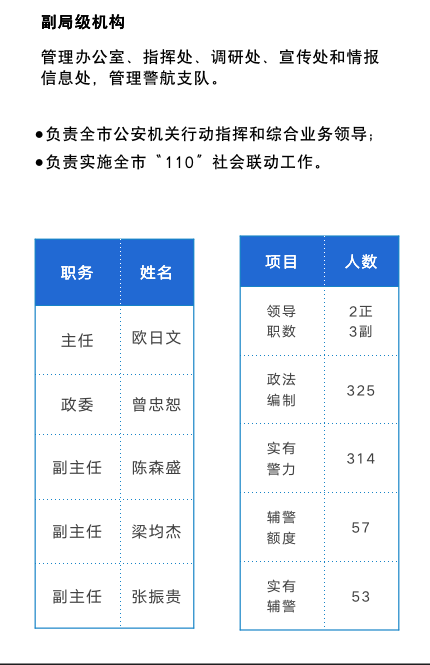 副局级机构
管理办公室、指挥处、调研处、宣传处和情报
信息处，管理警航支队。
●负责全市公安机关行动指挥和综合业务领导；
●负责实施全市“110”社会联动工作。
职务 姓名
主任 欧日文
政委 曾忠恕
副主任 陈森盛
副主任 梁均杰
副主任 张振贵
项目 人数
领导 2正
职数 3副
政法
编制 325
实有
警力 314
辅警
额度 57
实有
辅警 53